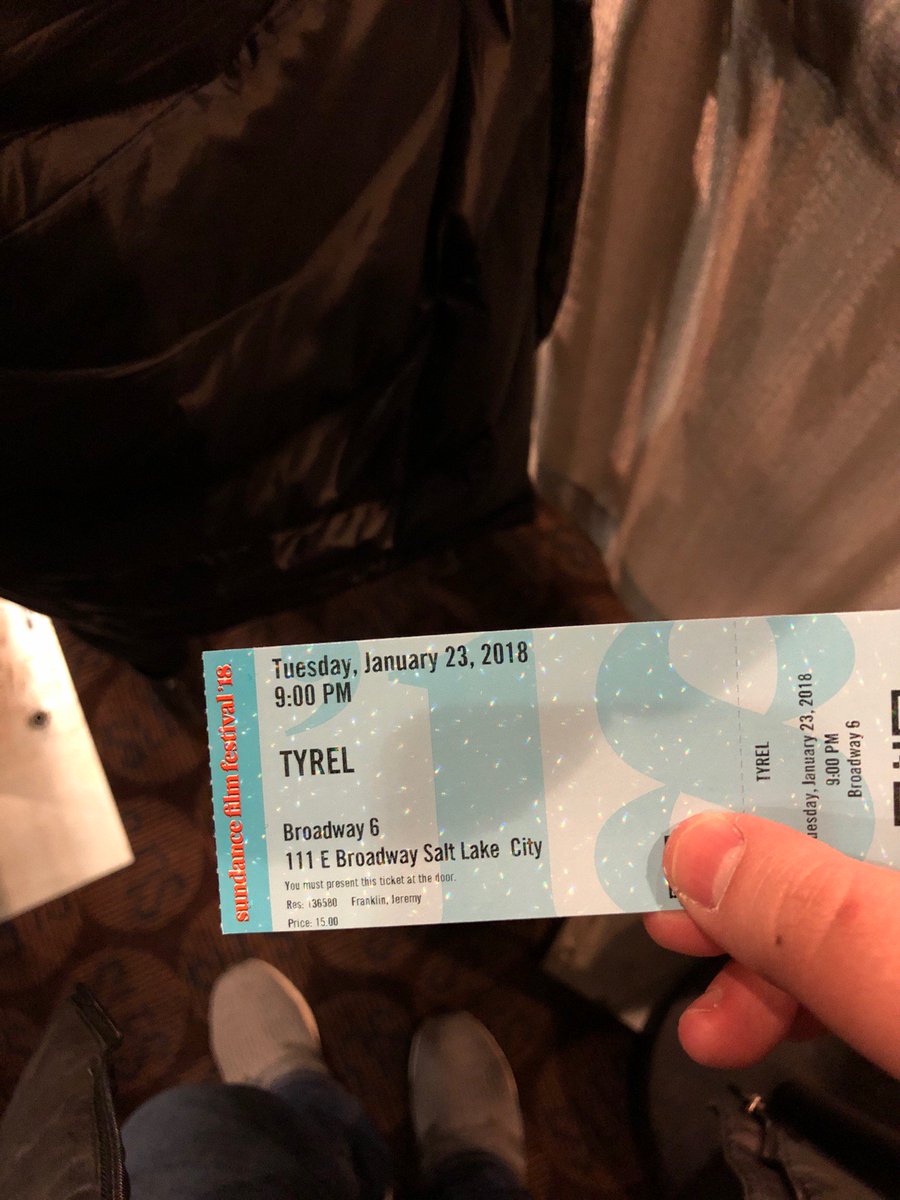 sundance film festival '18
Tuesday, January 23, 2018
9:00 PM
TYREL
Broadway 6
111 E Broadway Salt Lake City
You must present this ticket at the door.
Res: 136580 Franklin, Jeremy
Price: 15.00
TYREL
January 23, 2018
9:00 PM
Broadway 6